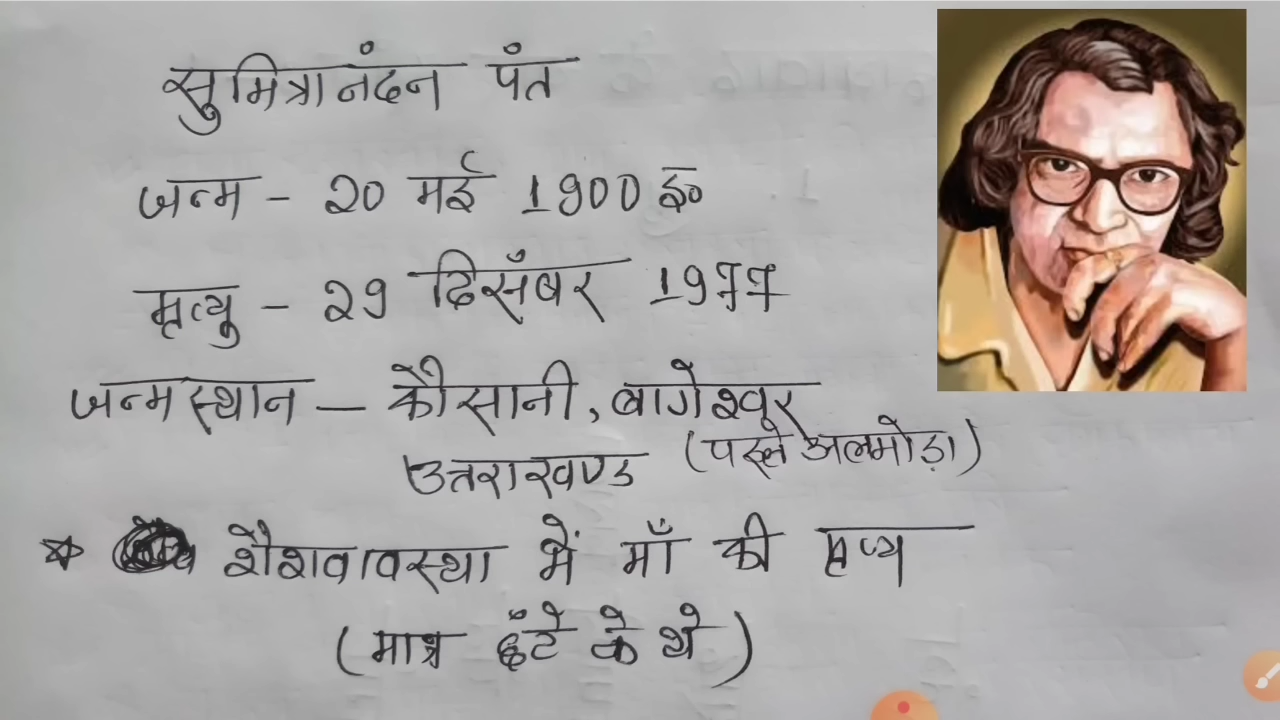 सुमित्रानंदन पंत
जन्म - 20 मई 1900 ई०
मृत्यु - 29 दिसंबर 1977
जन्मस्थान - कौसानी, बागेश्वर
उत्तराखण्ड (पहले अल्मोड़ा)
* शैशवावस्था में माँ की मृत्यु
(मात्र के थे)